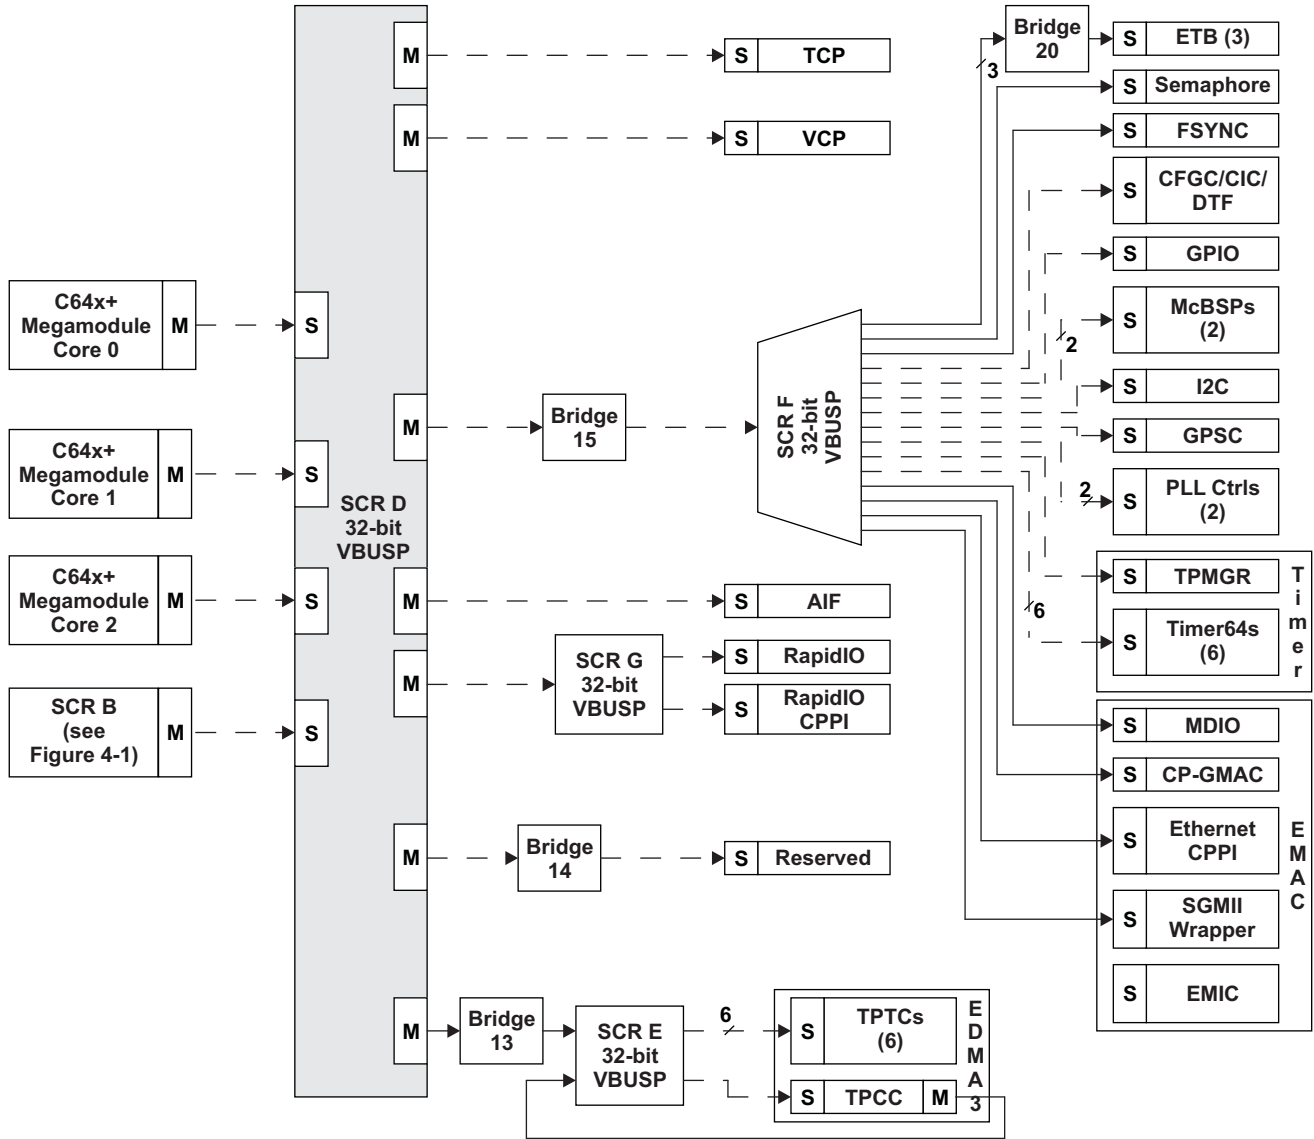 C64x+
Megamodule
Core 0
M
C64x+
Megamodule
Core 1
M
C64x+
Megamodule
Core 2
M
SCR B
(see
Figure 4-1)
M
S
S
S
S
SCR D
32-bit
VBUSP
M
M
M
M
M
M
M
S
TCP
S
VCP
Bridge
15
S
AIF
SCR G
32-bit
VBUSP
S
RapidIO
S
RapidIO
CPPI
Bridge
14
S
Reserved
Bridge
13
SCR E
32-bit
VBUSP
6
S
TPTCs
(6)
S
TPCC
M
E
D
M
A
3
SCR F
32-bit
VBUSP
3
Bridge
20
S
ETB (3)
S
Semaphore
S
FSYNC
S
CFGC/CIC/
DTF
S
GPIO
2
S
McBSPs
(2)
S
I2C
S
GPSC
2
S
PLL Ctrls
(2)
S
TPMGR
6
S
Timer64s
(6)
T
i
m
e
r
S
MDIO
S
CP-GMAC
S
Ethernet
CPPI
S
SGMII
Wrapper
S
EMIC
E
M
A
C